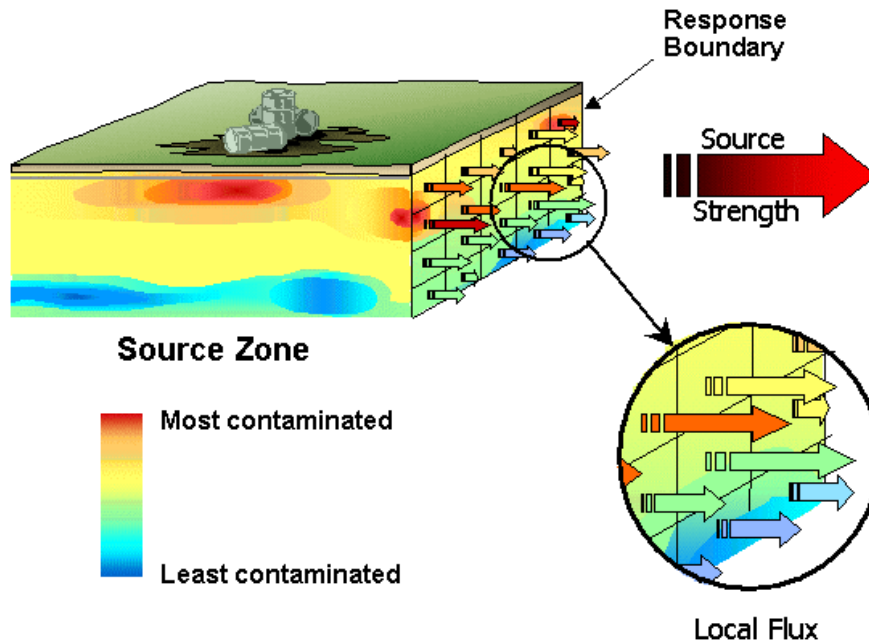 Response
Boundary
Source
Strength
Source Zone
Most contaminated
Least contaminated
Local Flux